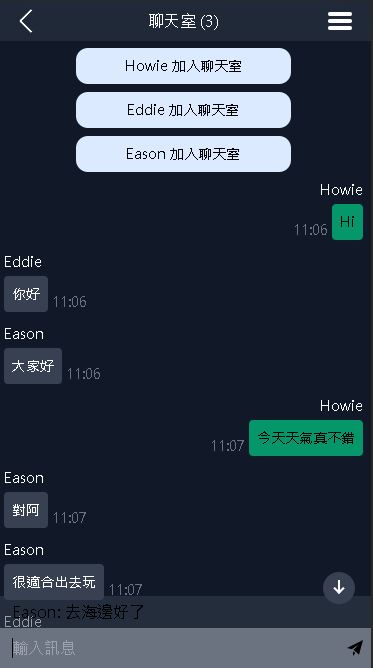 聊天室 (3)
Howie 加入聊天室
Eddie 加入聊天室
Eason 加入聊天室
Howie
11:06 Hi
Eddie
你好 11:06
Eason
大家好 11:06
Howie
11:07 今天天氣真不錯
Eason
對阿 11:07
Eason
很適合出去玩 11:07
Eason: 去海邊好了
Eddie
輸入訊息